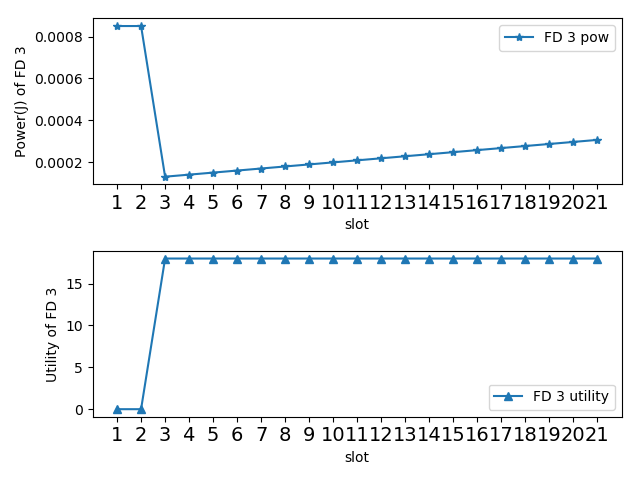 Power(J) of FD 3
0.0008
0.0006
0.0004
0.0002
FD 3 pow
1 2 3 4 5 6 7 8 9 10 11 12 13 14 15 16 17 18 19 20 21
slot
Utility of FD 3
15
10
5
0
FD 3 utility
1 2 3 4 5 6 7 8 9 10 11 12 13 14 15 16 17 18 19 20 21
slot